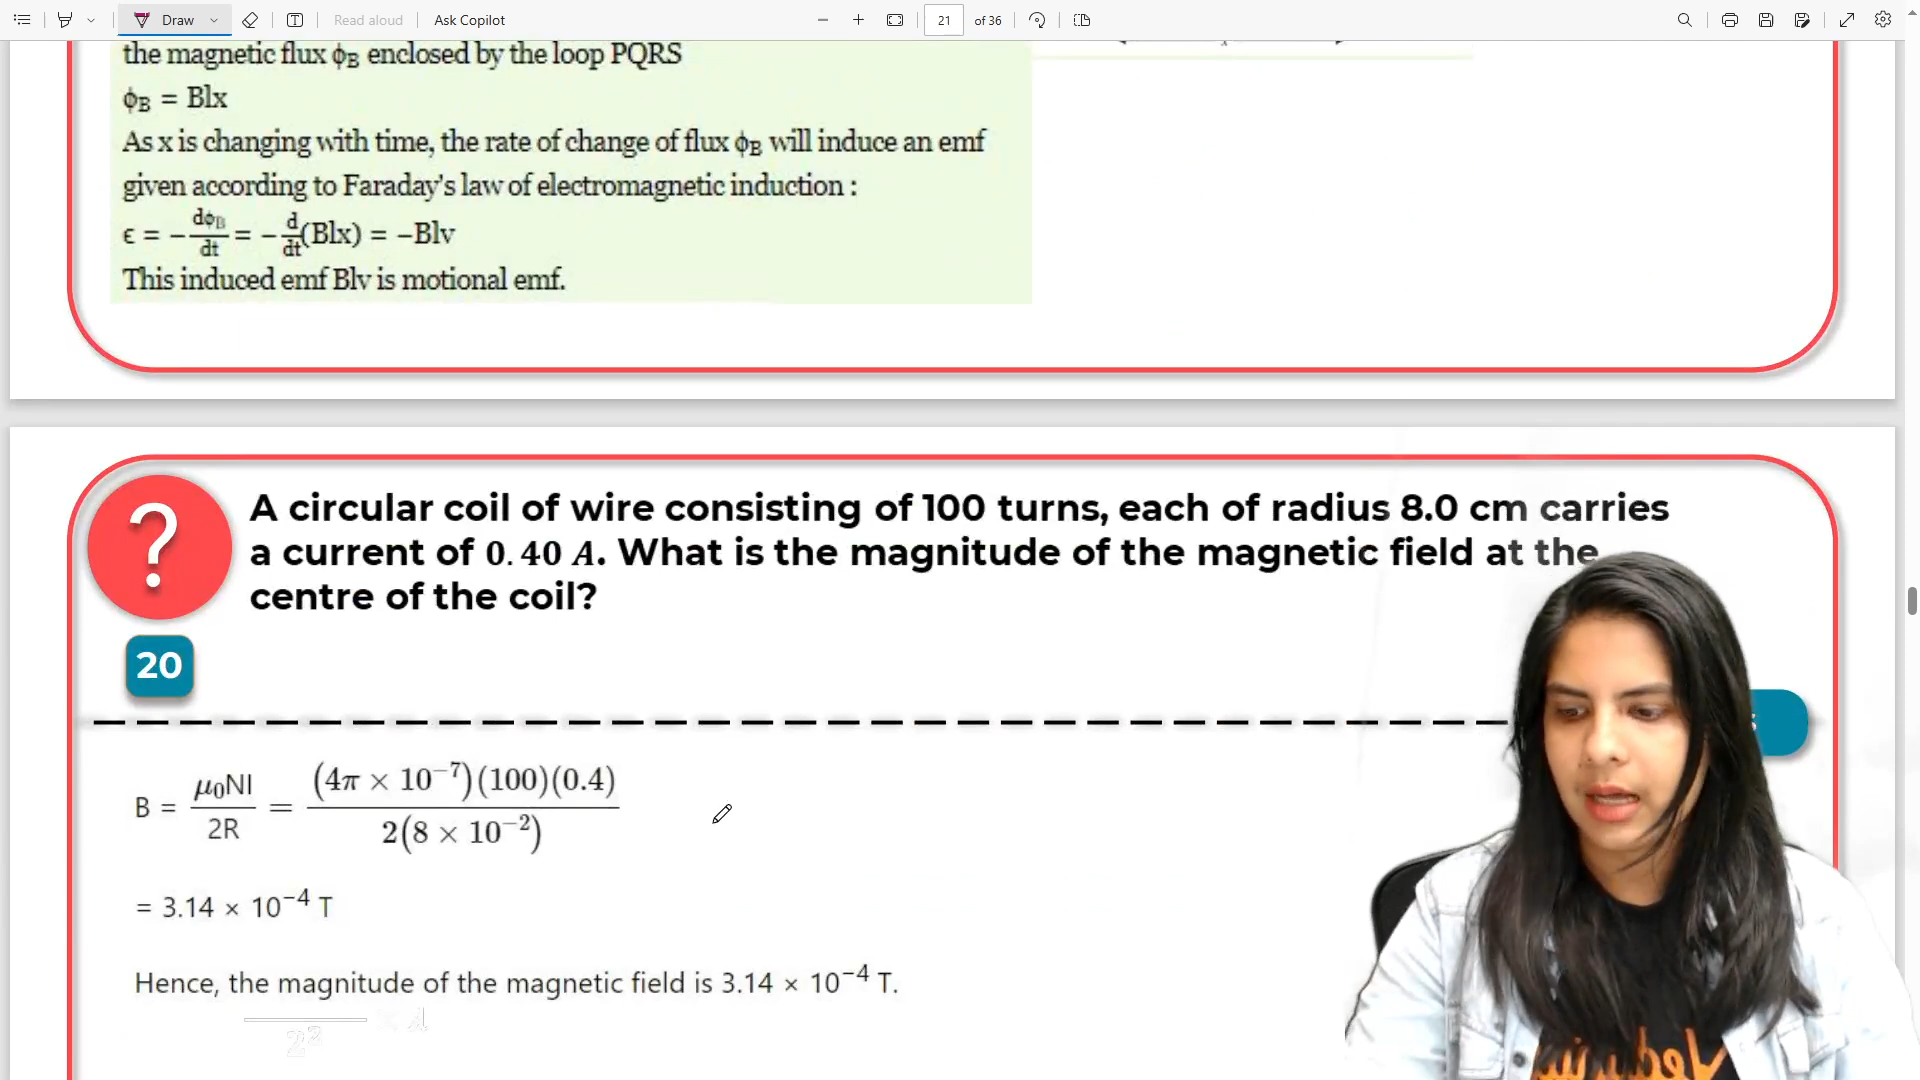 Draw
Read aloud
Ask Copilot
21
of 36
the magnetic flux ϕB enclosed by the loop PQRS
ϕB = Blx
As x is changing with time, the rate of change of flux ϕB will induce an emf
given according to Faraday's law of electromagnetic induction :
ϵ = −dϕB/dt = −d/dt(Blx) = −Blv
This induced emf Blv is motional emf.
?
A circular coil of wire consisting of 100 turns, each of radius 8.0 cm carries
a current of 0.40 A. What is the magnitude of the magnetic field at the
centre of the coil?
20
B = μ₀NI/2R = (4π × 10⁻⁷)(100)(0.4)/2(8 × 10⁻²)
= 3.14 × 10⁻⁴ T
Hence, the magnitude of the magnetic field is 3.14 × 10⁻⁴ T.